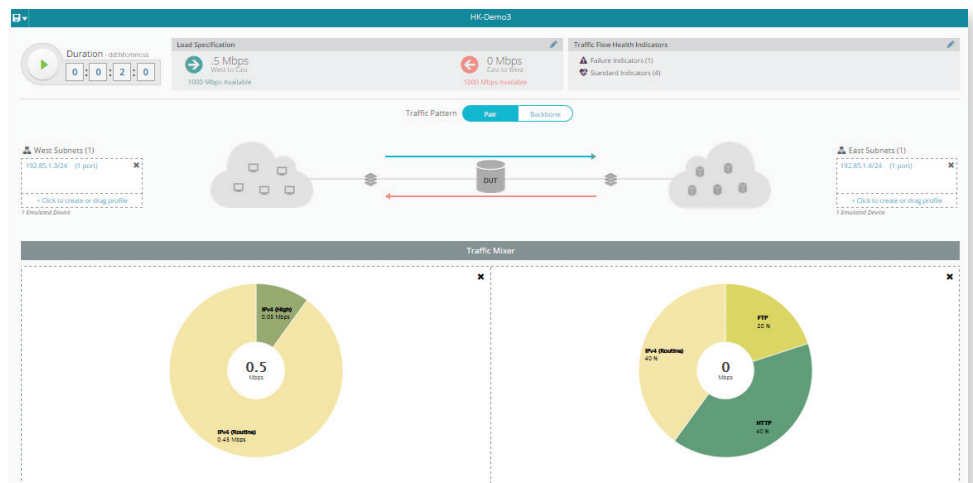 HK-Demo3
Duration - dd:hh:mm:ss
0 : 0 : 2 : 0
Load Specification
.5 Mbps
West to East
1000 Mbps Available
0 Mbps
East to West
1000 Mbps Available
Traffic Flow Health Indicators
Failure Indicators (1)
Standard Indicators (4)
Traffic Pattern
Pair
Backbone
West Subnets (1)
192.85.1.3/24 (1 port)
+ Click to create or drag profile
1 Emulated Device
DUT
East Subnets (1)
192.85.1.4/24 (1 port)
+ Click to create or drag profile
1 Emulated Device
Traffic Mixer
IPv4 (High)
0.05 Mbps
0.5
Mbps
IPv4 (Routine)
0.45 Mbps
FTP
20 %
IPv4 (Routine)
40 %
0
Mbps
HTTP
40 %